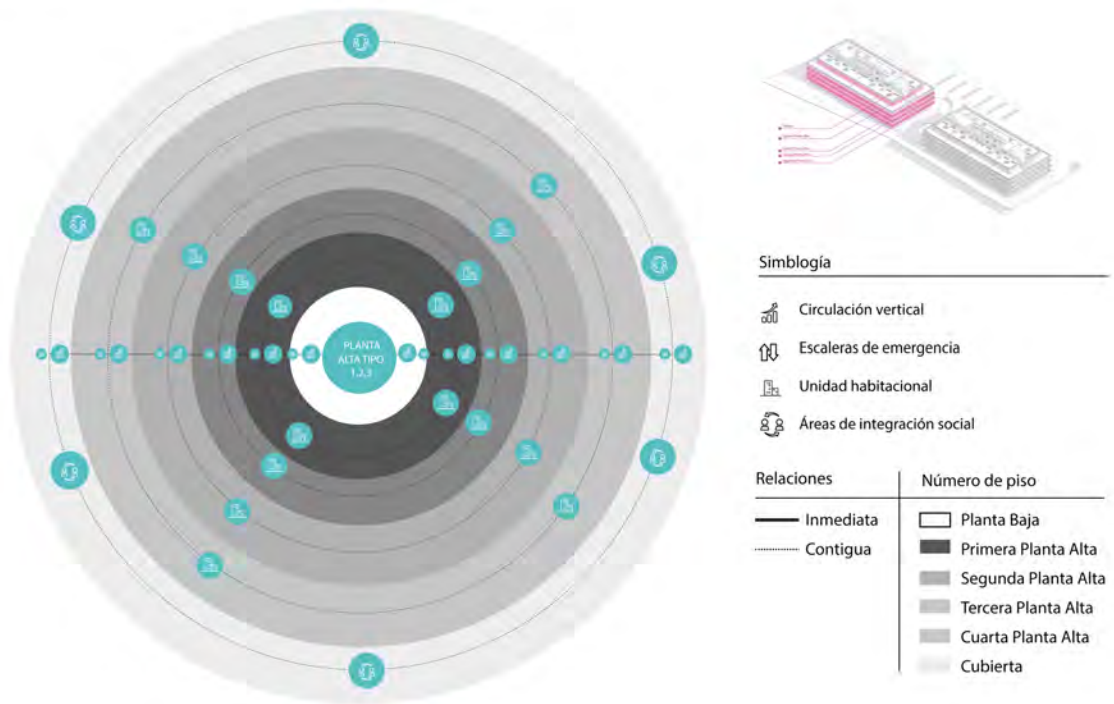 PLANTA
ALTA TIPO
1,2,3
Simblogía
Circulación vertical
Escaleras de emergencia
Unidad habitacional
Áreas de integración social
Relaciones
Inmediata
Contigua
Número de piso
Planta Baja
Primera Planta Alta
Segunda Planta Alta
Tercera Planta Alta
Cuarta Planta Alta
Cubierta